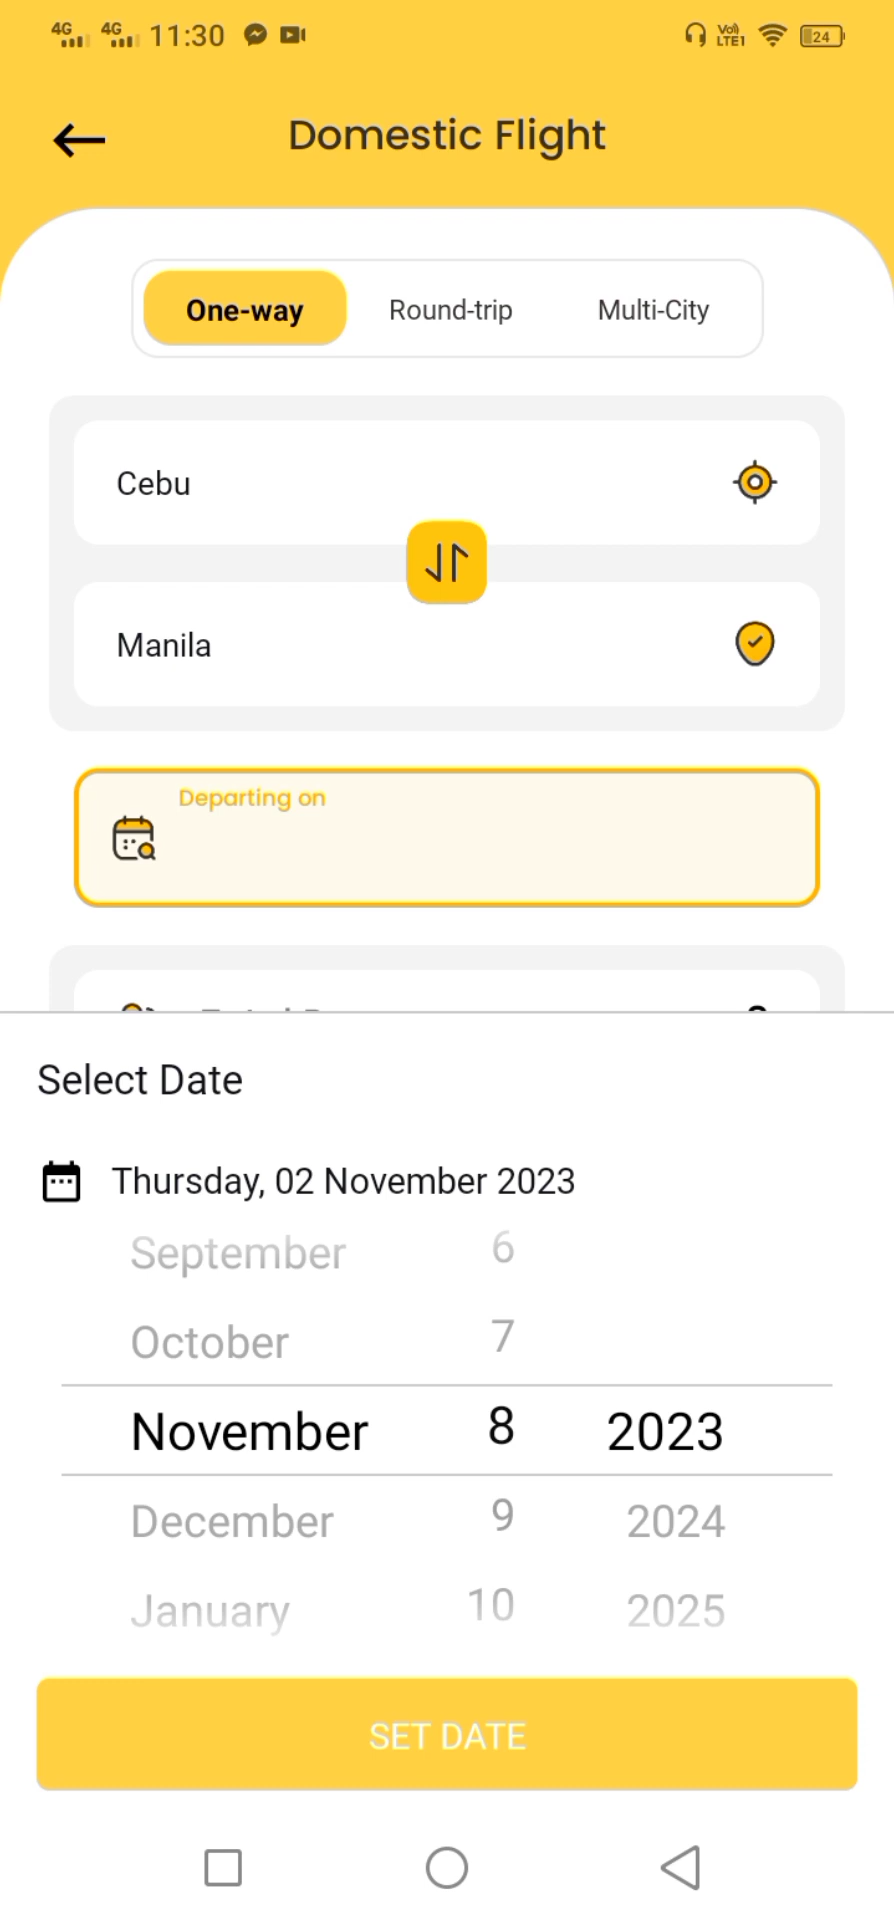 4G 4G 11:30 Vo) LTE1 24
Domestic Flight
One-way Round-trip Multi-City
Cebu
Manila
Departing on
Select Date
Thursday, 02 November 2023
September 6
October 7
November 8 2023
December 9 2024
January 10 2025
SET DATE